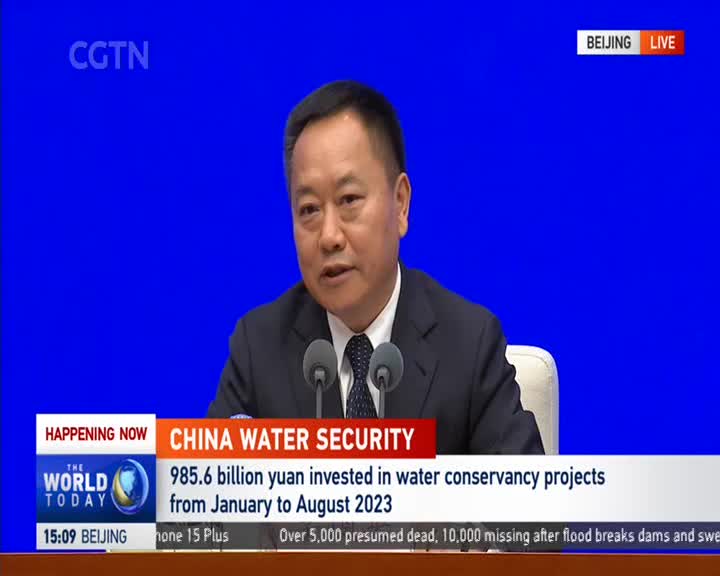 CGTN
BEIJING LIVE
HAPPENING NOW
CHINA WATER SECURITY
THE
WORLD
TODAY
985.6 billion yuan invested in water conservancy projects
from January to August 2023
15:09 BEIJING
hone 15 Plus Over 5,000 presumed dead, 10,000 missing after flood breaks dams and swe